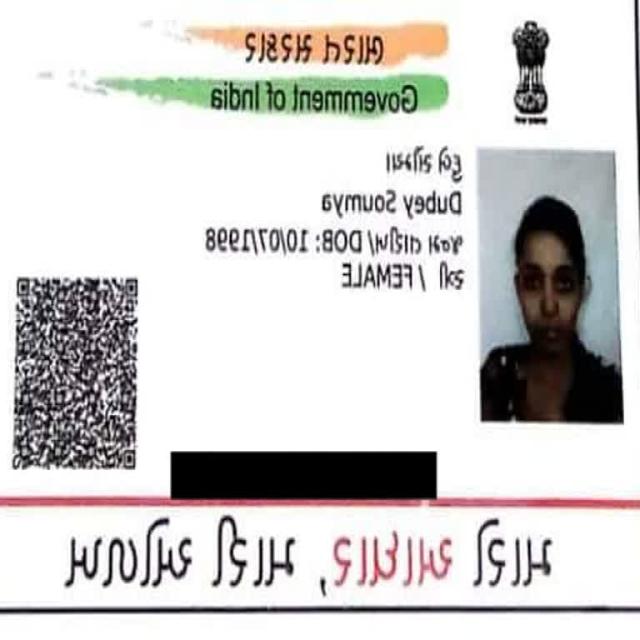 ભારત સરકાર
Government of India
દુબે સૌમ્યા
Dubey Soumya
જન્મ તારીખ/ DOB: 10/07/1998
સ્ત્રી / FEMALE
મારો આધાર, મારી ઓળખ